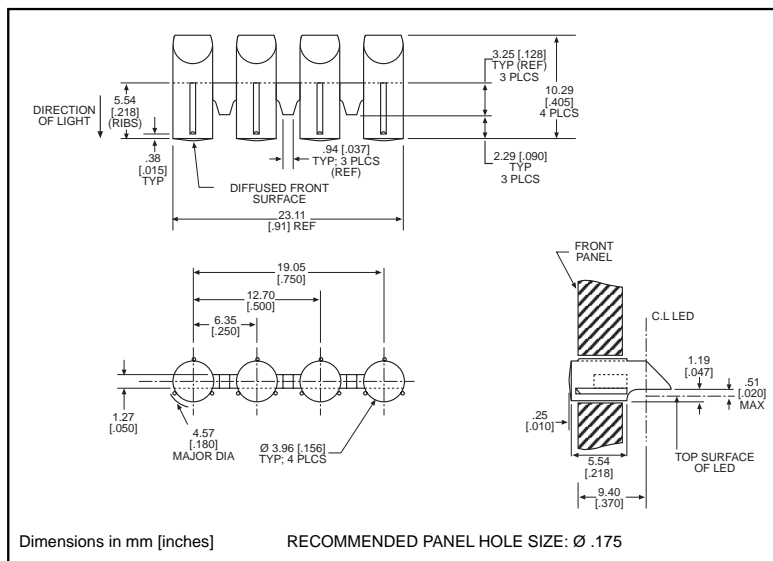 3.25 [.128]
TYP (REF)
3 PLCS
10.29
[.405]
4 PLCS
5.54
[.218]
(RIBS)
DIRECTION
OF LIGHT
.38
[.015]
TYP
.94 [.037]
TYP; 3 PLCS
(REF)
2.29 [.090]
TYP
3 PLCS
DIFFUSED FRONT
SURFACE
23.11
[.91] REF
FRONT
PANEL
19.05
[.750]
12.70
[.500]
6.35
[.250]
C.L LED
1.19
[.047]
.51
[.020]
MAX
1.27
[.050]
4.57
[.180]
MAJOR DIA
Ø 3.96 [.156]
TYP; 4 PLCS
.25
[.010]
TOP SURFACE
OF LED
5.54
[.218]
9.40
[.370]
Dimensions in mm [inches]
RECOMMENDED PANEL HOLE SIZE: Ø .175